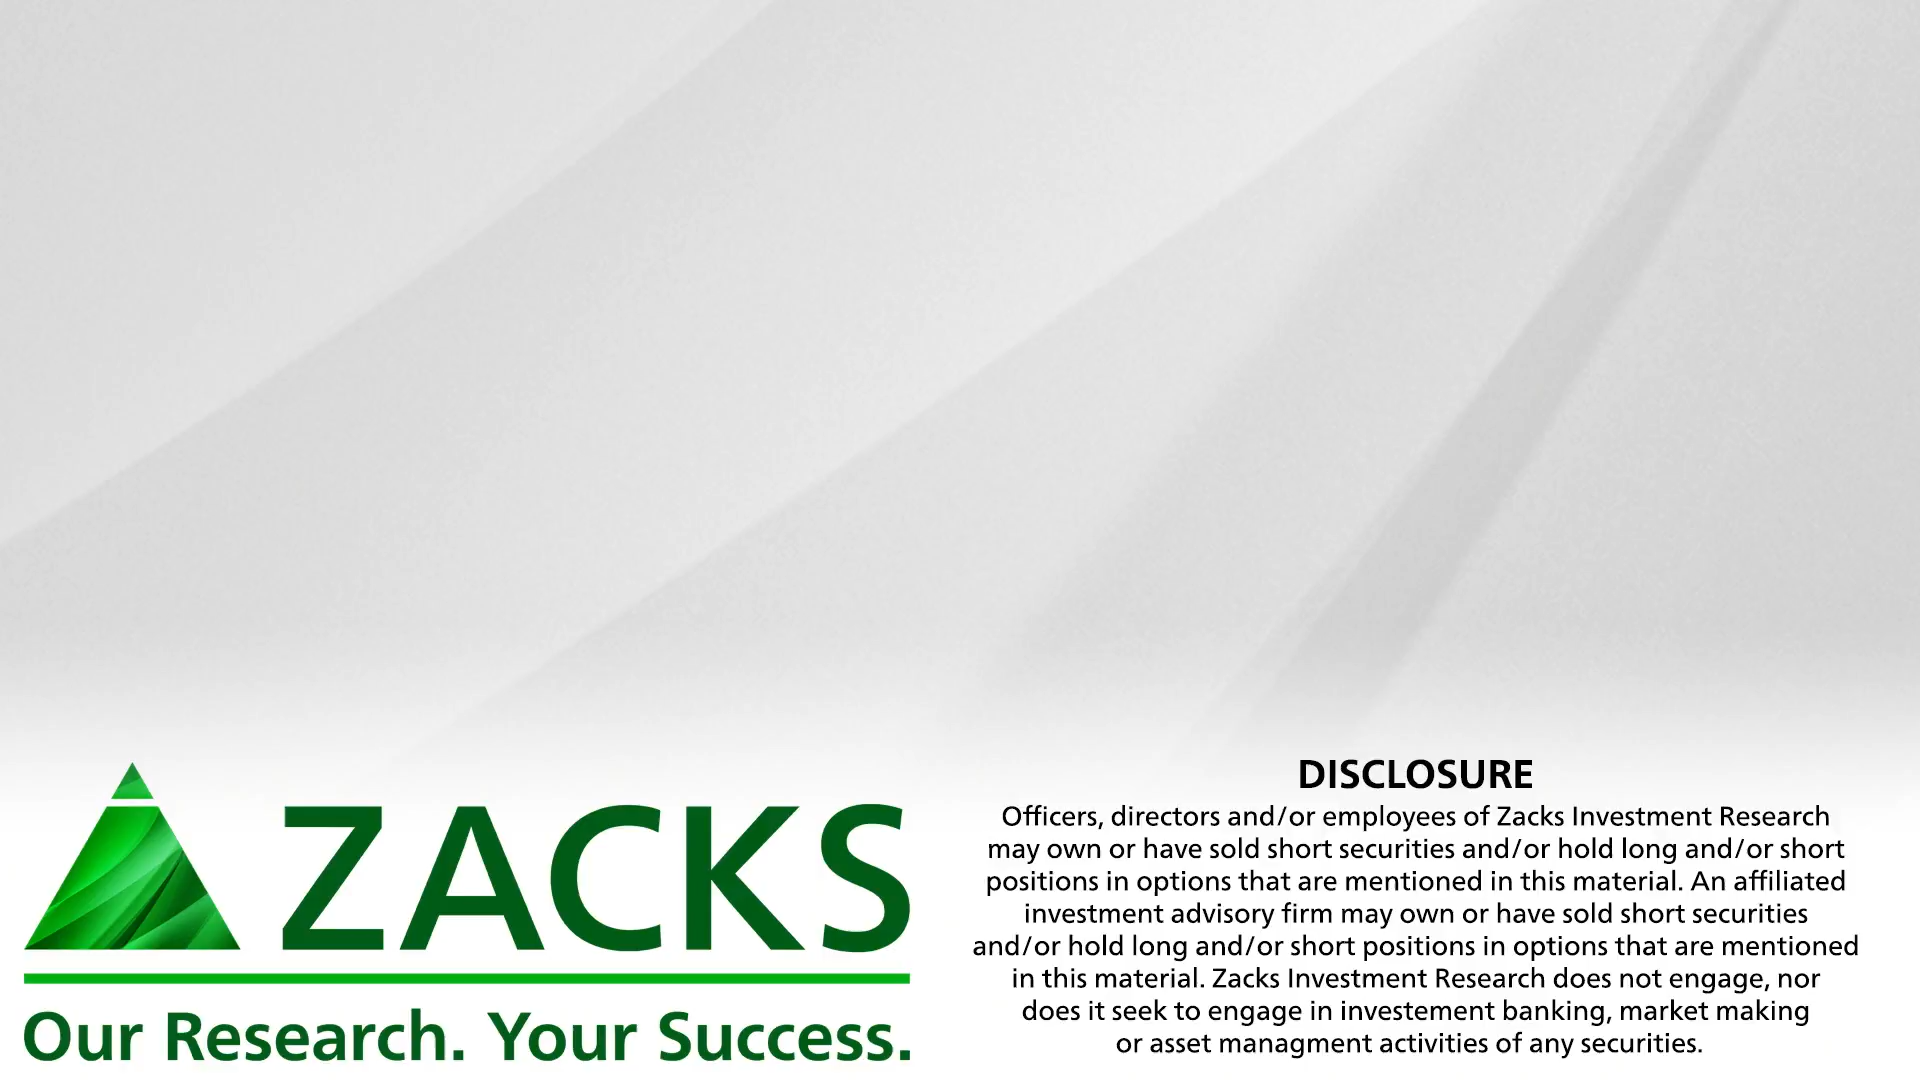 ZACKS
Our Research. Your Success.
DISCLOSURE
Officers, directors and/or employees of Zacks Investment Research
may own or have sold short securities and/or hold long and/or short
positions in options that are mentioned in this material. An affiliated
investment advisory firm may own or have sold short securities
and/or hold long and/or short positions in options that are mentioned
in this material. Zacks Investment Research does not engage, nor
does it seek to engage in investement banking, market making
or asset managment activities of any securities.